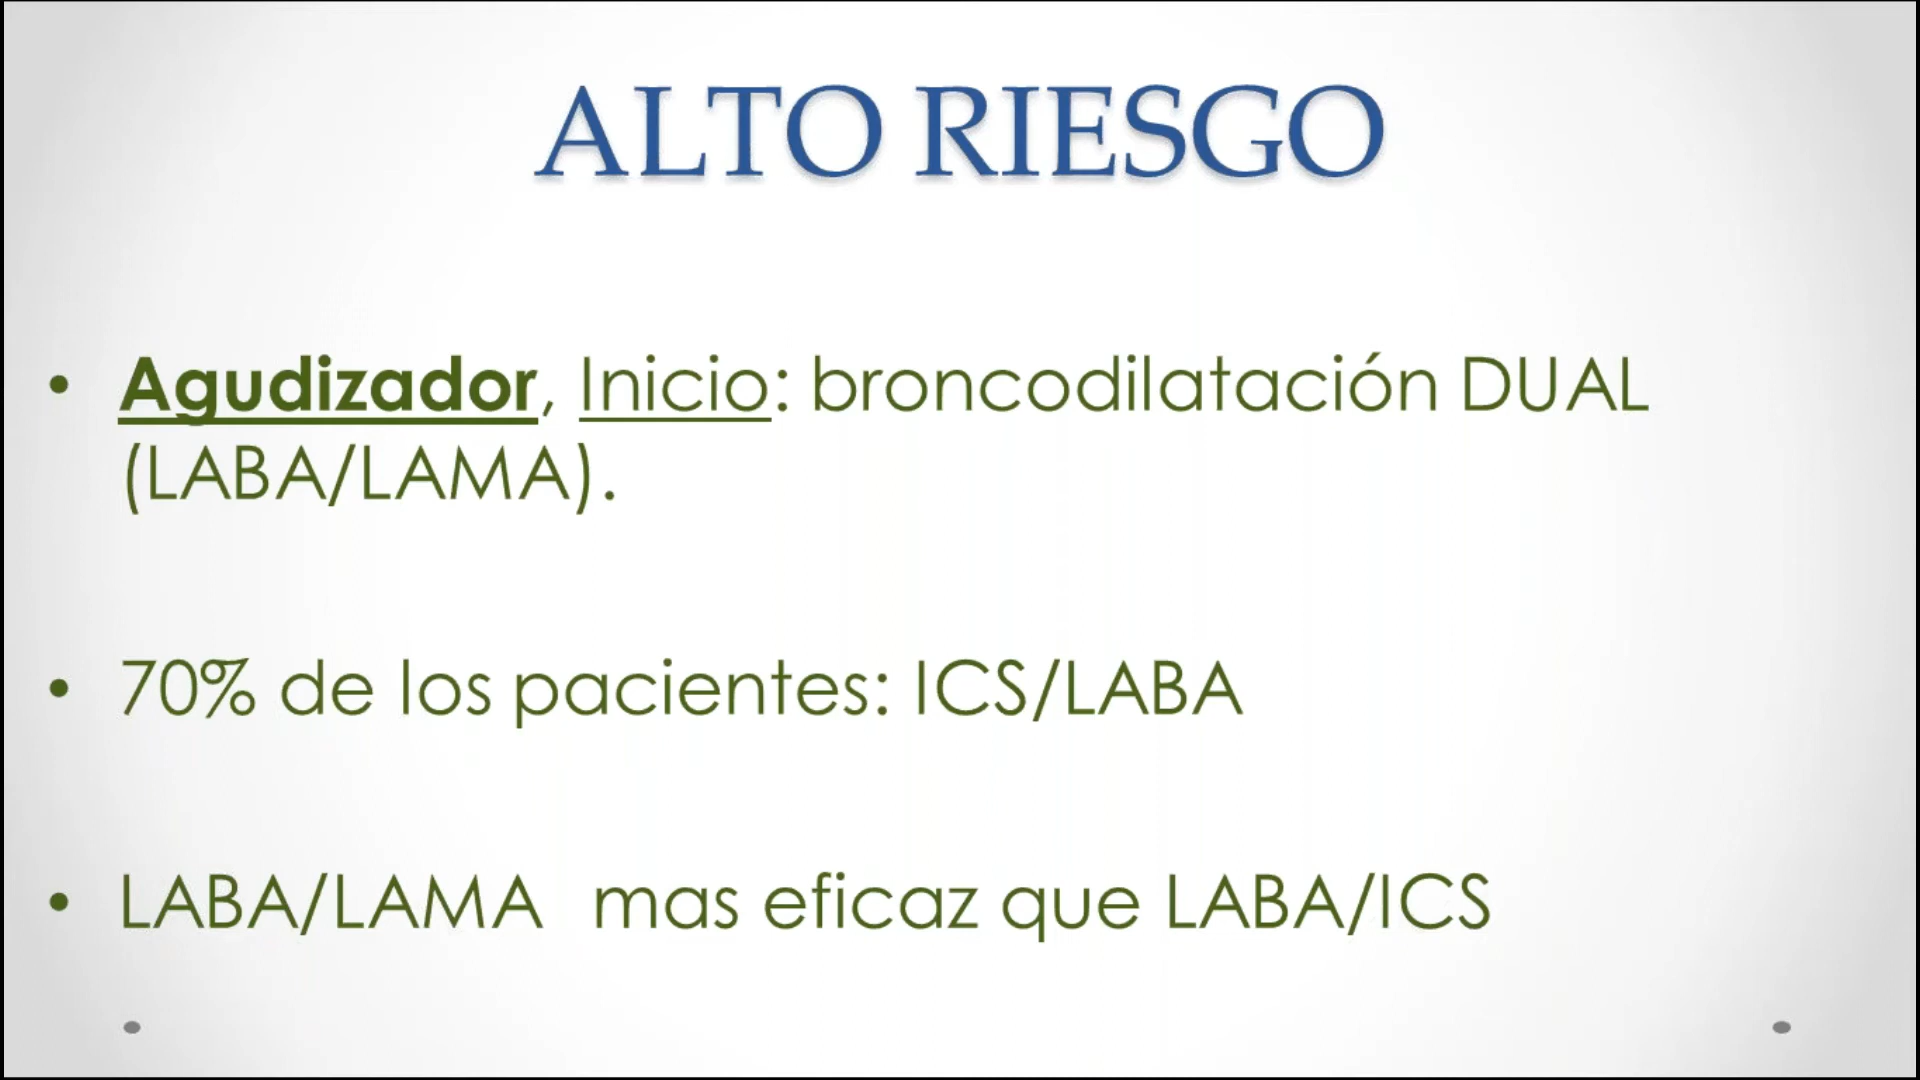 ALTO RIESGO
• Agudizador, Inicio: broncodilatación DUAL
(LABA/LAMA).
• 70% de los pacientes: ICS/LABA
• LABA/LAMA mas eficaz que LABA/ICS